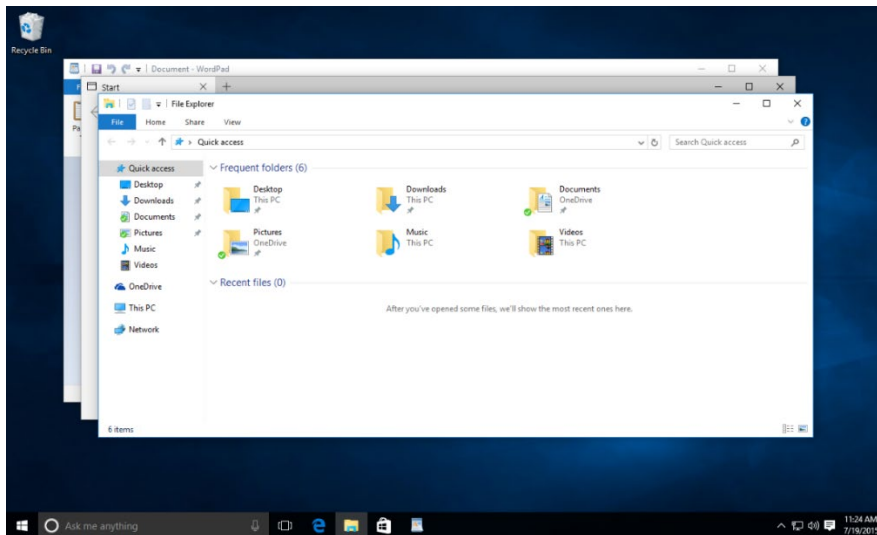 Recycle Bin
Document - WordPad
Start
File Explorer
File Home Share View
Quick access
Search Quick access
Quick access
Desktop
Downloads
Documents
Pictures
Music
Videos
OneDrive
This PC
Network
Frequent folders (6)
Desktop
This PC
Downloads
This PC
Documents
OneDrive
Pictures
OneDrive
Music
This PC
Videos
This PC
Recent files (0)
After you've opened some files, we'll show the most recent ones here.
6 items
Ask me anything
11:24 AM
7/19/2015